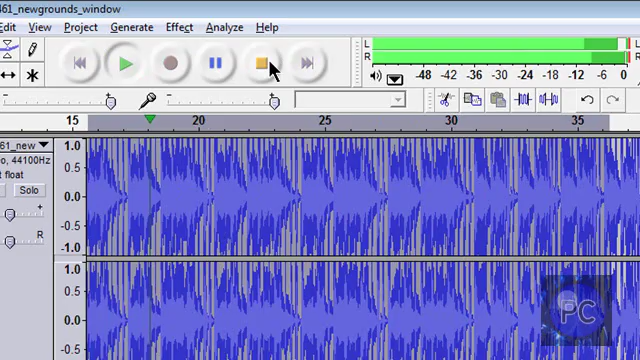 461_newgrounds_window
Edit View Project Generate Effect Analyze Help
L
R
-48 -42 -36 -30 -24 -18 -12 -6 0
15 20 25 30 35
61_new
eo, 44100Hz
t float
Solo
+
R
1.0
0.5
0.0
-0.5
-1.0
1.0
0.5
0.0
-0.5
PC